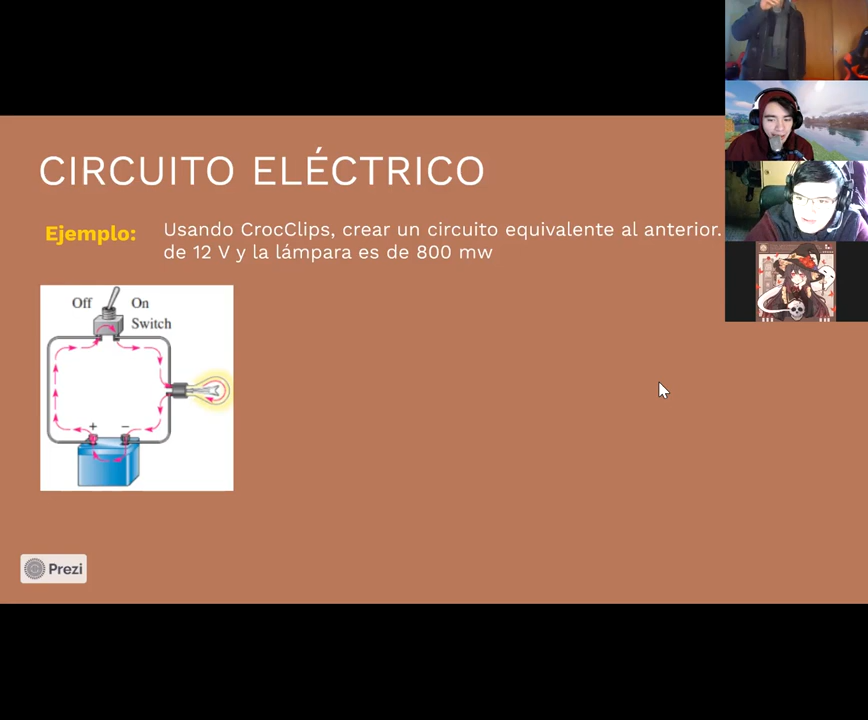 CIRCUITO ELÉCTRICO
Ejemplo:
Usando CrocClips, crear un circuito equivalente al anterior.
de 12 V y la lámpara es de 800 mw
Off
On
Switch
+
−
Prezi